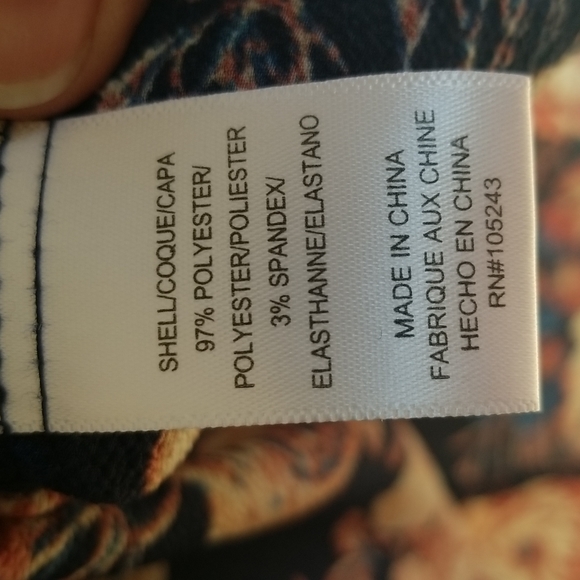 SHELL/COQUE/CAPA
97% POLYESTER/
POLYESTER/POLIESTER
3% SPANDEX/
ELASTHANNE/ELASTANO
MADE IN CHINA
FABRIQUE AUX CHINE
HECHO EN CHINA
RN#105243